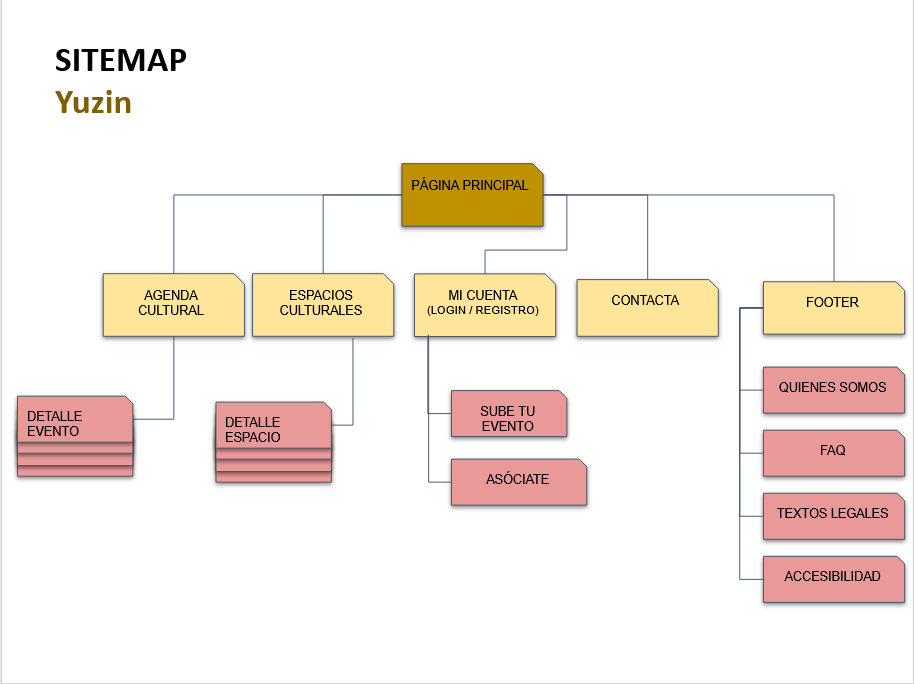 SITEMAP
Yuzin
PÁGINA PRINCIPAL
AGENDA
CULTURAL
ESPACIOS
CULTURALES
MI CUENTA
(LOGIN / REGISTRO)
CONTACTA
FOOTER
DETALLE
EVENTO
DETALLE
ESPACIO
SUBE TU
EVENTO
ASÓCIATE
QUIENES SOMOS
FAQ
TEXTOS LEGALES
ACCESIBILIDAD